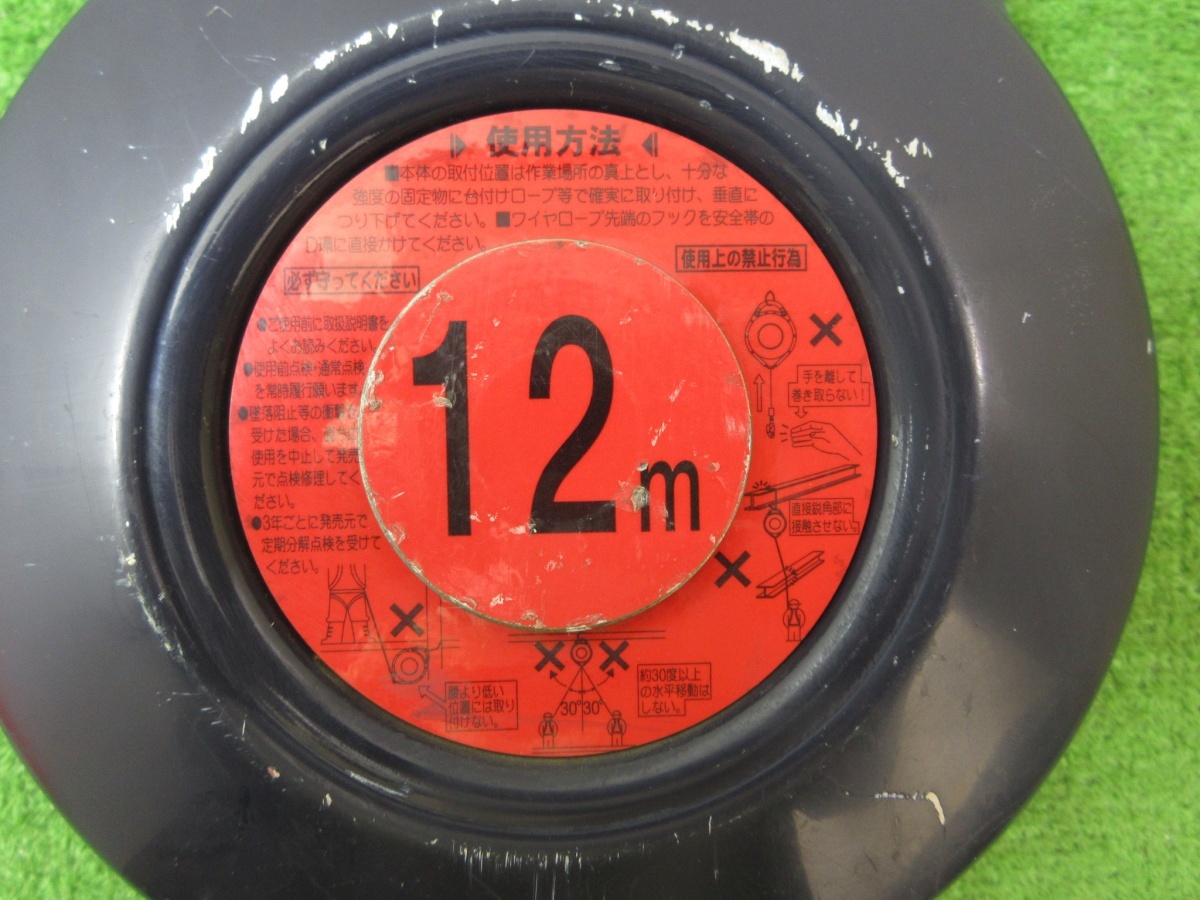 使用方法
■本体の取付位置は作業場所の真上とし、十分な
強度の固定物に台付けロープ等で確実に取り付け、垂直に
つり下げてください。■ワイヤロープ先端のフックを安全帯の
D環に直接かけてください。
必ず守ってください
●ご使用前に取扱説明書を
よくお読みください。
●使用前点検・通常点検
を常時履行願います
●墜落阻止等の衝撃を
受けた場合、
使用を中止して発売
元で点検修理してく
ださい。
●3年ごとに発売元で
定期分解点検を受けて
ください。
12m
使用上の禁止行為
手を離して
巻き取らない!
直接鋭角部に
接触させない。
腰より低い
位置には取り
付けない。
30°30°
約30度以上
の水平移動は
しない。